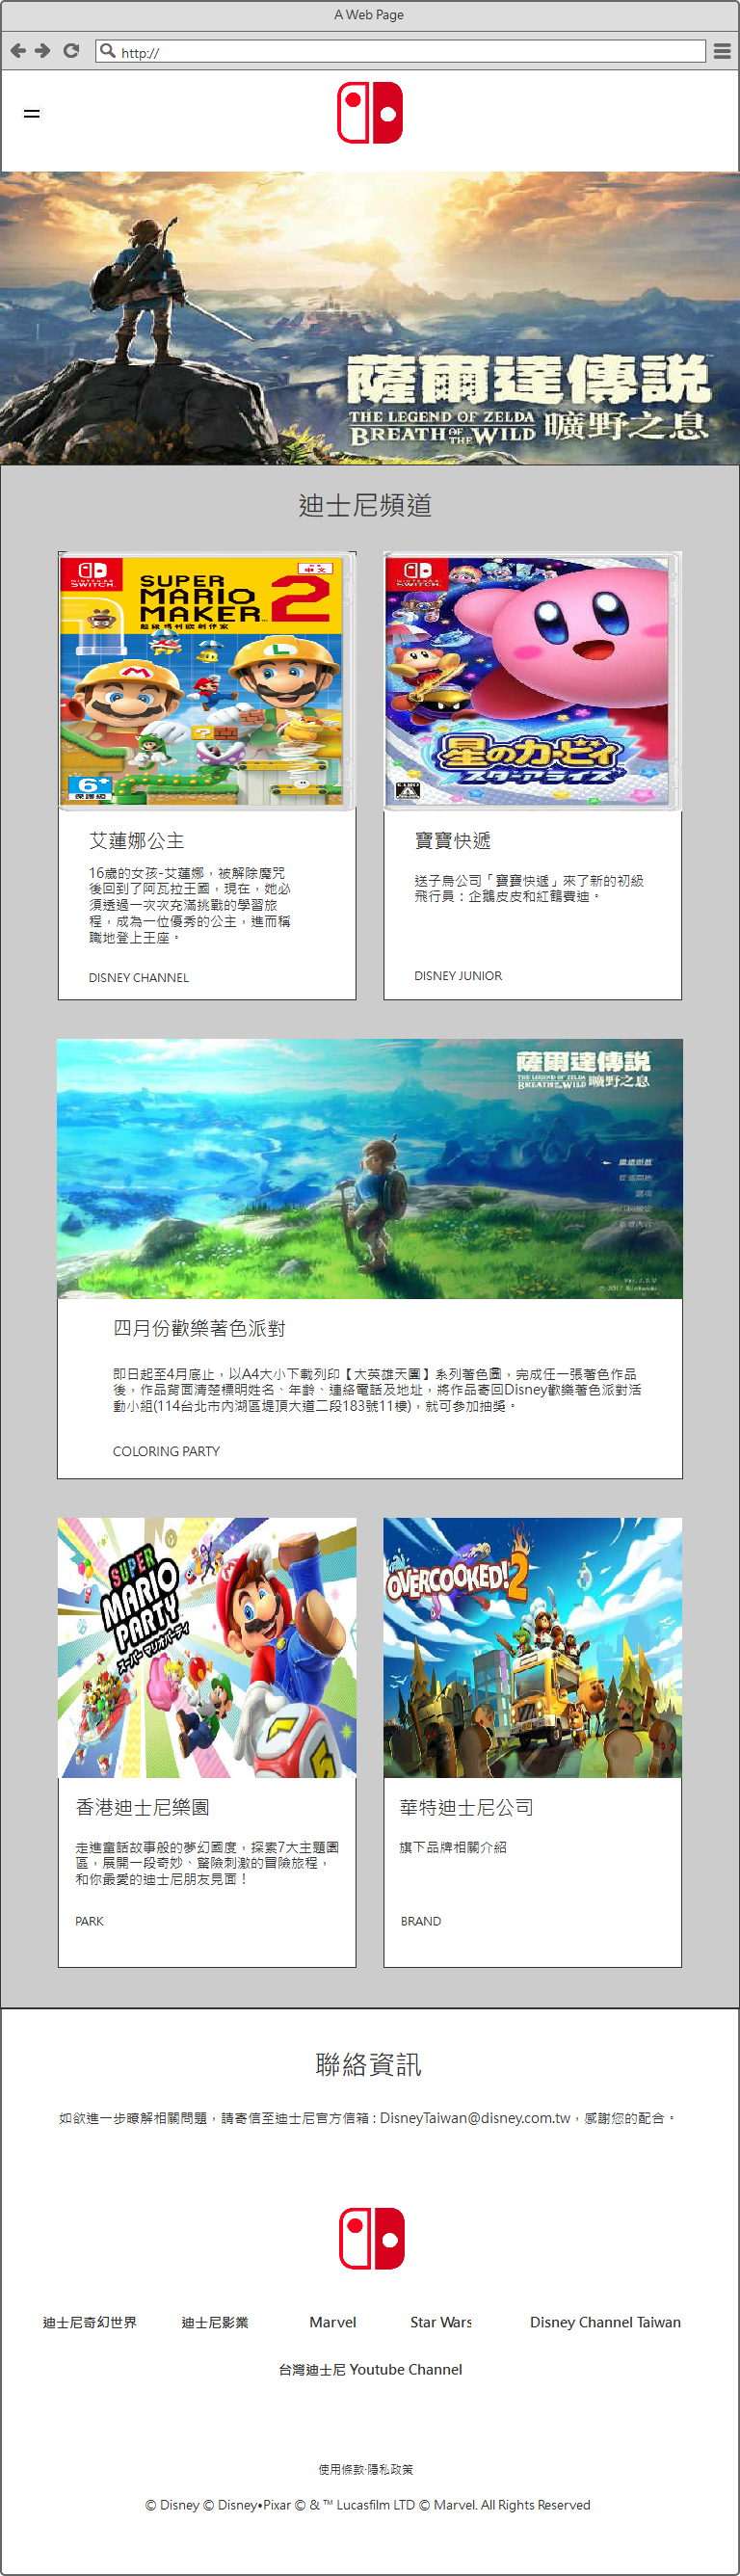 A Web Page
http://
薩爾達傳說
THE LEGEND OF ZELDA
BREATH OF THE WILD 曠野之息
迪士尼頻道
NINTENDO SWITCH
中文
SUPER
MARIO
MAKER 2
超級瑪利歐創作家
6+
保護級
NINTENDO SWITCH
星のカービィ
スターアライズ
艾蓮娜公主
16歲的女孩-艾蓮娜，被解除魔咒
後回到了阿瓦拉王國，現在，她必
須透過一次次充滿挑戰的學習旅
程，成為一位優秀的公主，進而稱
職地登上王座。
DISNEY CHANNEL
寶寶快遞
送子鳥公司「寶寶快遞」來了新的初級
飛行員：企鵝皮皮和紅鶴費迪。
DISNEY JUNIOR
薩爾達傳說
THE LEGEND OF ZELDA
BREATH OF THE WILD 曠野之息
選項
四月份歡樂著色派對
即日起至4月底止，以A4大小下載列印【大英雄天團】系列著色圖，完成任一張著色作品
後，作品背面清楚標明姓名、年齡、連絡電話及地址，將作品寄回Disney歡樂著色派對活
動小組(114台北市內湖區堤頂大道二段183號11樓)，就可參加抽獎。
COLORING PARTY
SUPER
MARIO
PARTY
スーパー マリオパーティ
OVERCOOKED! 2
香港迪士尼樂園
走進童話故事般的夢幻國度，探索7大主題園
區，展開一段奇妙、驚險刺激的冒險旅程，
和你最愛的迪士尼朋友見面！
PARK
華特迪士尼公司
旗下品牌相關介紹
BRAND
聯絡資訊
如欲進一步瞭解相關問題，請寄信至迪士尼官方信箱 : DisneyTaiwan@disney.com.tw，感謝您的配合。
迪士尼奇幻世界 迪士尼影業 Marvel Star Wars Disney Channel Taiwan
台灣迪士尼 Youtube Channel
使用條款·隱私政策
© Disney © Disney•Pixar © & ™ Lucasfilm LTD © Marvel. All Rights Reserved